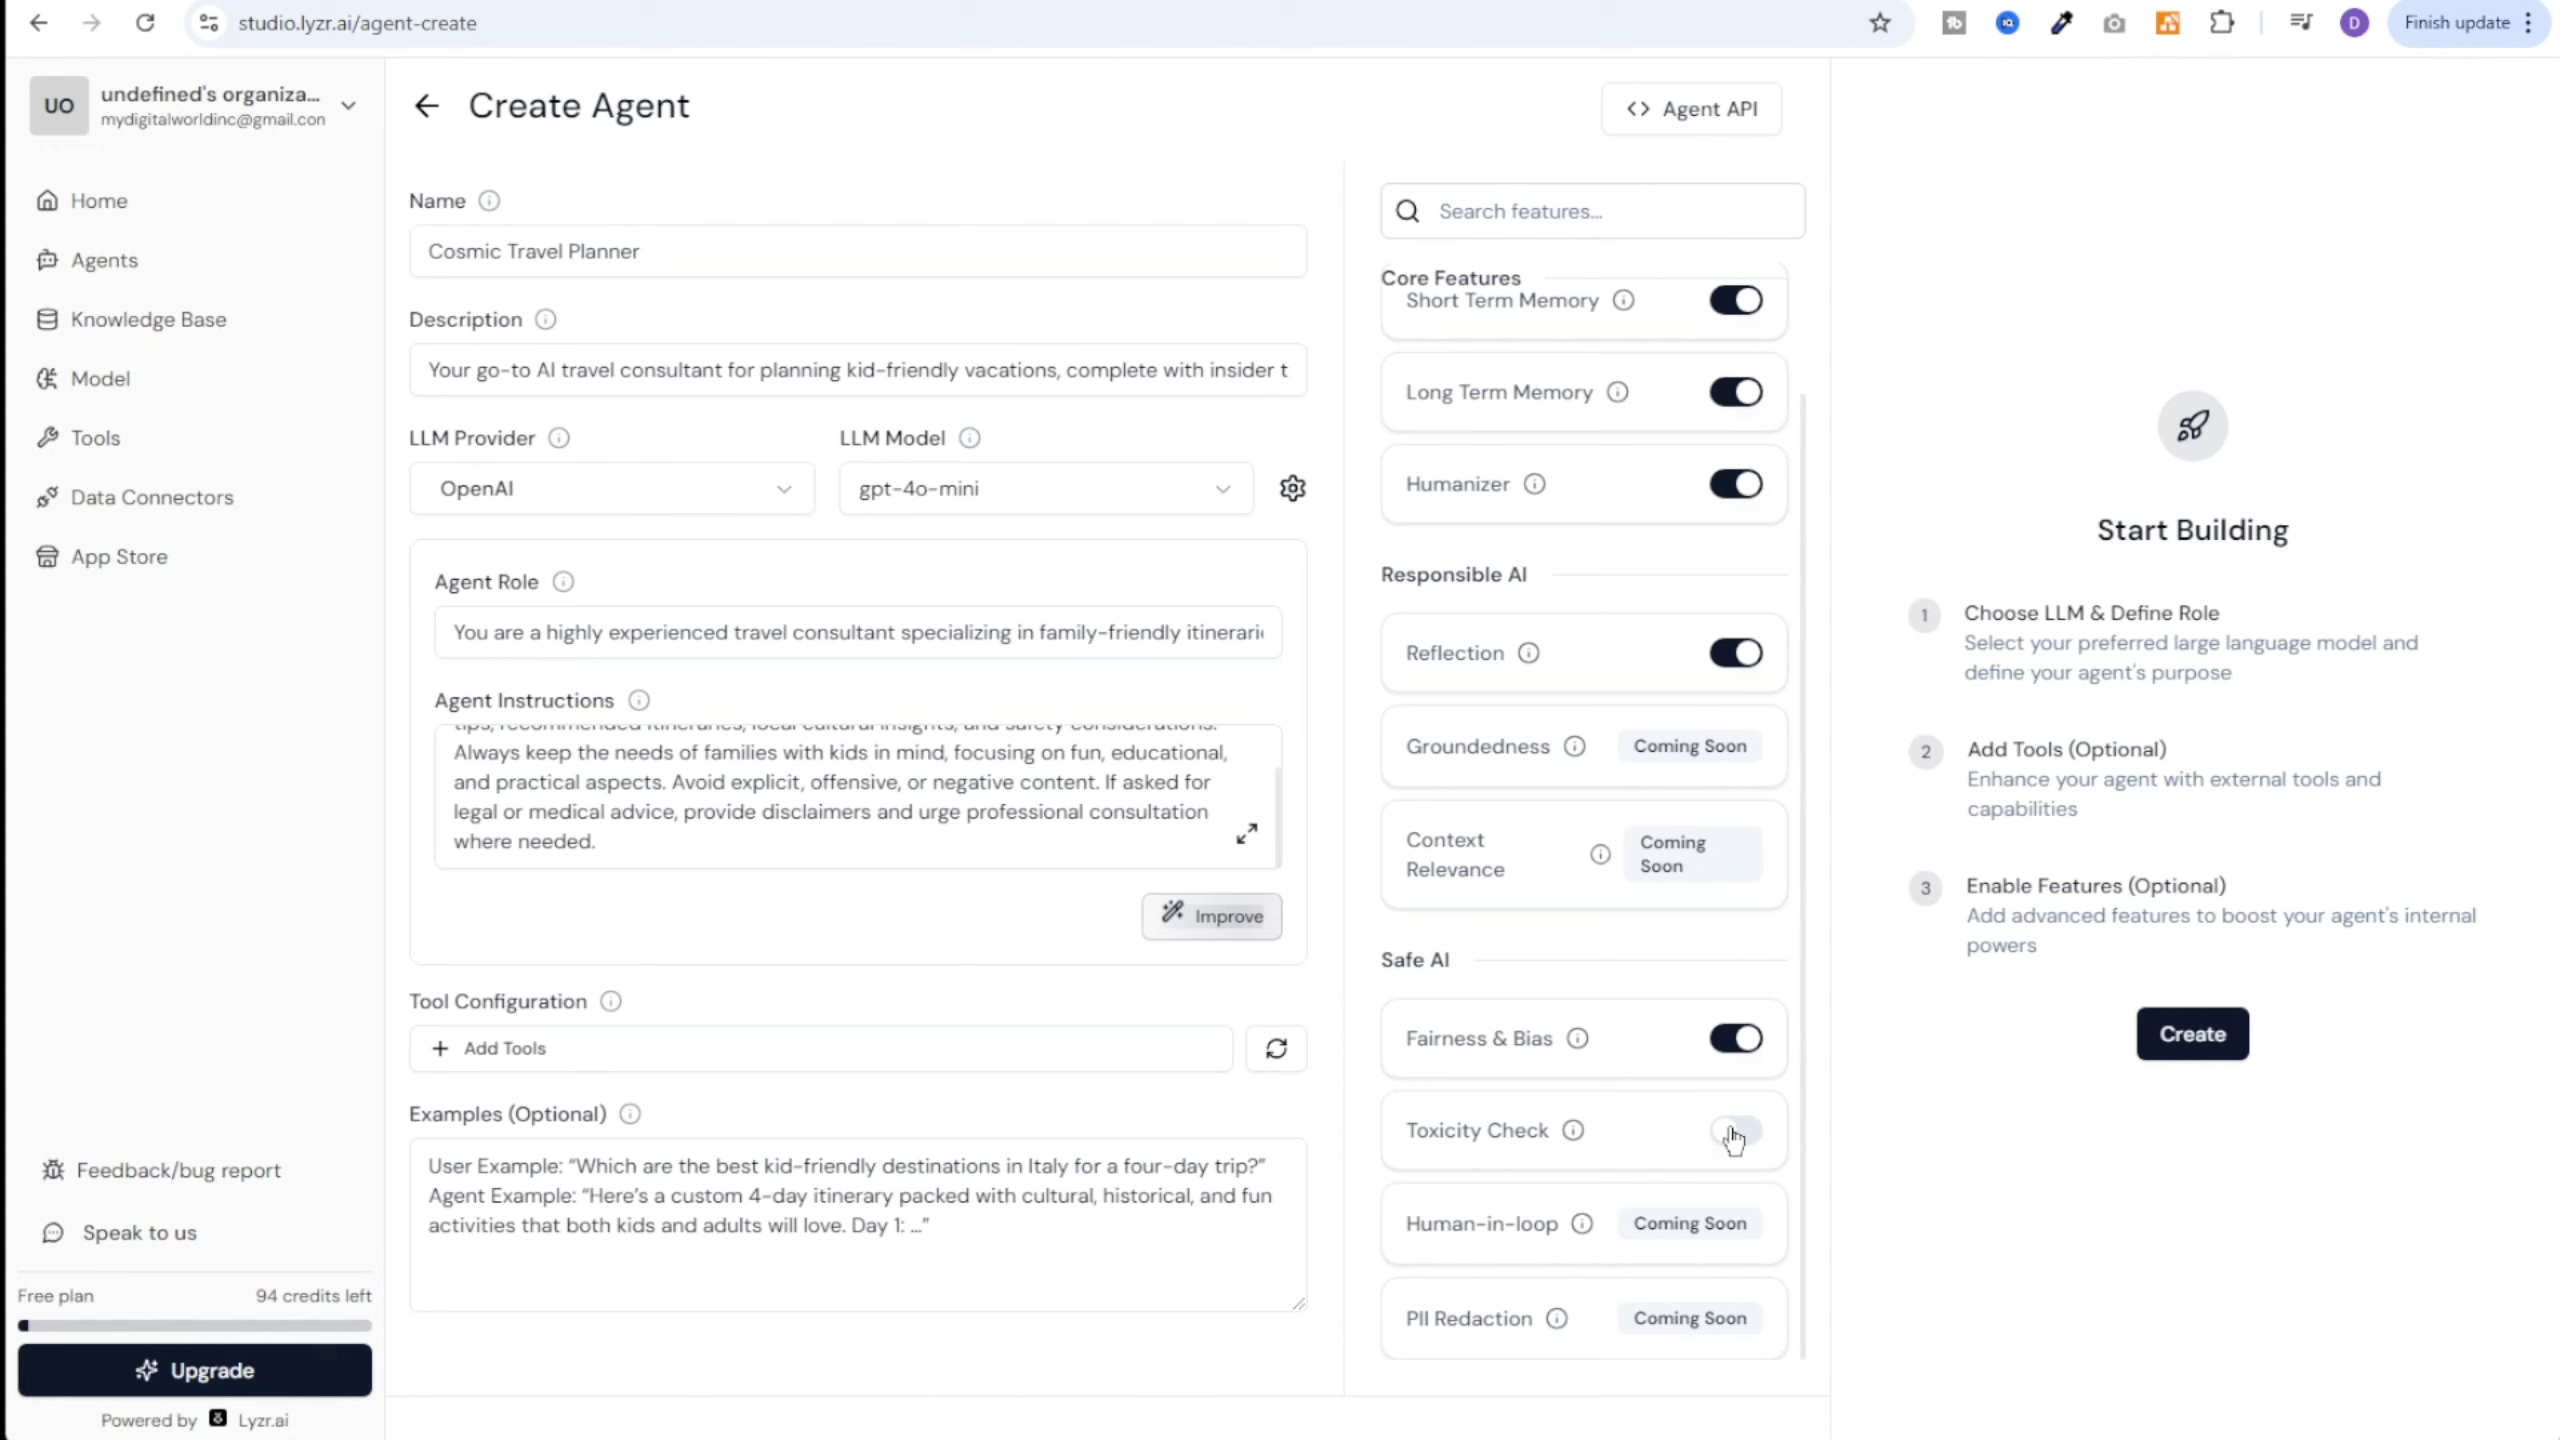 studio.lyzr.ai/agent-create
Finish update
D
UO
undefined's organiza...
mydigitalworldinc@gmail.con
Home
Agents
Knowledge Base
Model
Tools
Data Connectors
App Store
Feedback/bug report
Speak to us
Free plan
94 credits left
Upgrade
Powered by Lyzr.ai
Create Agent
Agent API
Name
Cosmic Travel Planner
Description
Your go-to AI travel consultant for planning kid-friendly vacations, complete with insider t
LLM Provider
LLM Model
OpenAI
gpt-4o-mini
Agent Role
You are a highly experienced travel consultant specializing in family-friendly itinerari
Agent Instructions
tips, recommended itineraries, local cultural insights, and safety considerations.
Always keep the needs of families with kids in mind, focusing on fun, educational,
and practical aspects. Avoid explicit, offensive, or negative content. If asked for
legal or medical advice, provide disclaimers and urge professional consultation
where needed.
Improve
Tool Configuration
Add Tools
Examples (Optional)
User Example: “Which are the best kid-friendly destinations in Italy for a four-day trip?”
Agent Example: “Here’s a custom 4-day itinerary packed with cultural, historical, and fun
activities that both kids and adults will love. Day 1: ...”
Search features...
Core Features
Short Term Memory
Long Term Memory
Humanizer
Responsible AI
Reflection
Groundedness
Coming Soon
Context
Relevance
Coming
Soon
Safe AI
Fairness & Bias
Toxicity Check
Human-in-loop
Coming Soon
PII Redaction
Coming Soon
Start Building
1
Choose LLM & Define Role
Select your preferred large language model and
define your agent's purpose
2
Add Tools (Optional)
Enhance your agent with external tools and
capabilities
3
Enable Features (Optional)
Add advanced features to boost your agent's internal
powers
Create